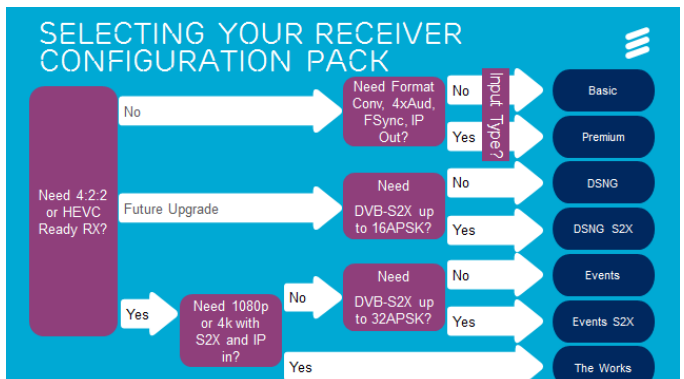 SELECTING YOUR RECEIVER
CONFIGURATION PACK
Need 4:2:2
or HEVC
Ready RX?
No
Need Format
Conv, 4xAud,
FSync, IP
Out?
No
Yes
Input Type?
Basic
Premium
Future Upgrade
Need
DVB-S2X up
to 16APSK?
No
Yes
DSNG
DSNG S2X
Yes
Need 1080p
or 4k with
S2X and IP
in?
No
Need
DVB-S2X up
to 32APSK?
No
Yes
Events
Events S2X
Yes
The Works